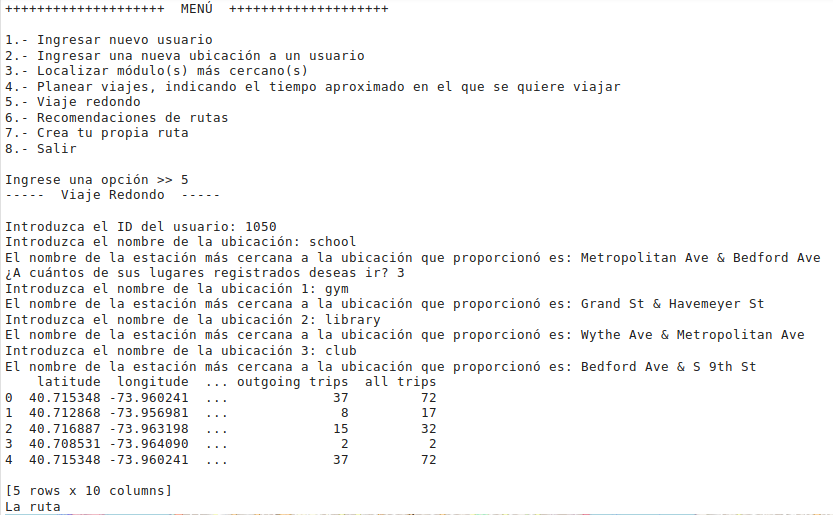 ++++++++++++++++++++  MENÚ  ++++++++++++++++++++
1.- Ingresar nuevo usuario
2.- Ingresar una nueva ubicación a un usuario
3.- Localizar módulo(s) más cercano(s)
4.- Planear viajes, indicando el tiempo aproximado en el que se quiere viajar
5.- Viaje redondo
6.- Recomendaciones de rutas
7.- Crea tu propia ruta
8.- Salir
Ingrese una opción >> 5
-----  Viaje Redondo  -----
Introduzca el ID del usuario: 1050
Introduzca el nombre de la ubicación: school
El nombre de la estación más cercana a la ubicación que proporcionó es: Metropolitan Ave & Bedford Ave
¿A cuántos de sus lugares registrados deseas ir? 3
Introduzca el nombre de la ubicación 1: gym
El nombre de la estación más cercana a la ubicación que proporcionó es: Grand St & Havemeyer St
Introduzca el nombre de la ubicación 2: library
El nombre de la estación más cercana a la ubicación que proporcionó es: Wythe Ave & Metropolitan Ave
Introduzca el nombre de la ubicación 3: club
El nombre de la estación más cercana a la ubicación que proporcionó es: Bedford Ave & S 9th St
    latitude  longitude  ... outgoing trips  all trips
0  40.715348 -73.960241  ...             37         72
1  40.712868 -73.956981  ...              8         17
2  40.716887 -73.963198  ...             15         32
3  40.708531 -73.964090  ...              2          2
4  40.715348 -73.960241  ...             37         72
[5 rows x 10 columns]
La ruta